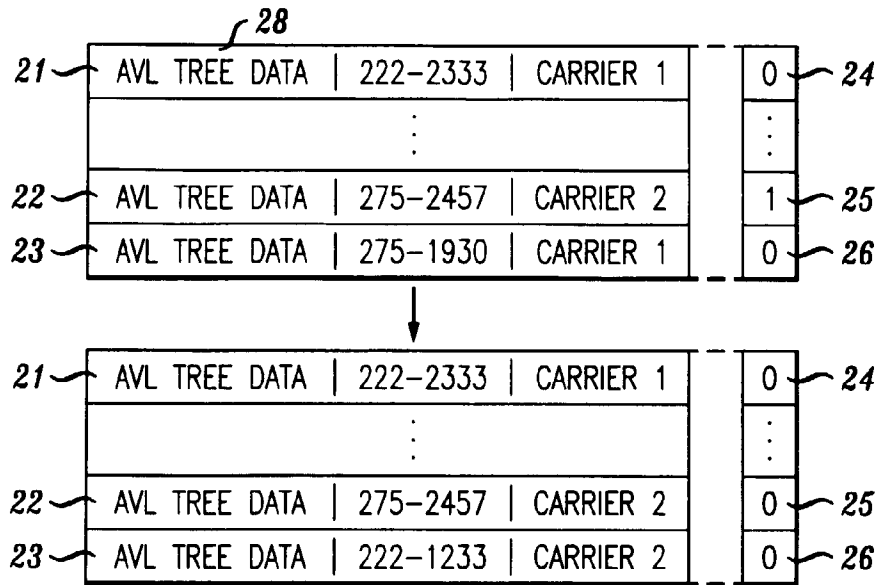 28
21 AVL TREE DATA | 222-2333 | CARRIER 1 0 24
22 AVL TREE DATA | 275-2457 | CARRIER 2 1 25
23 AVL TREE DATA | 275-1930 | CARRIER 1 0 26
21 AVL TREE DATA | 222-2333 | CARRIER 1 0 24
22 AVL TREE DATA | 275-2457 | CARRIER 2 0 25
23 AVL TREE DATA | 222-1233 | CARRIER 2 0 26